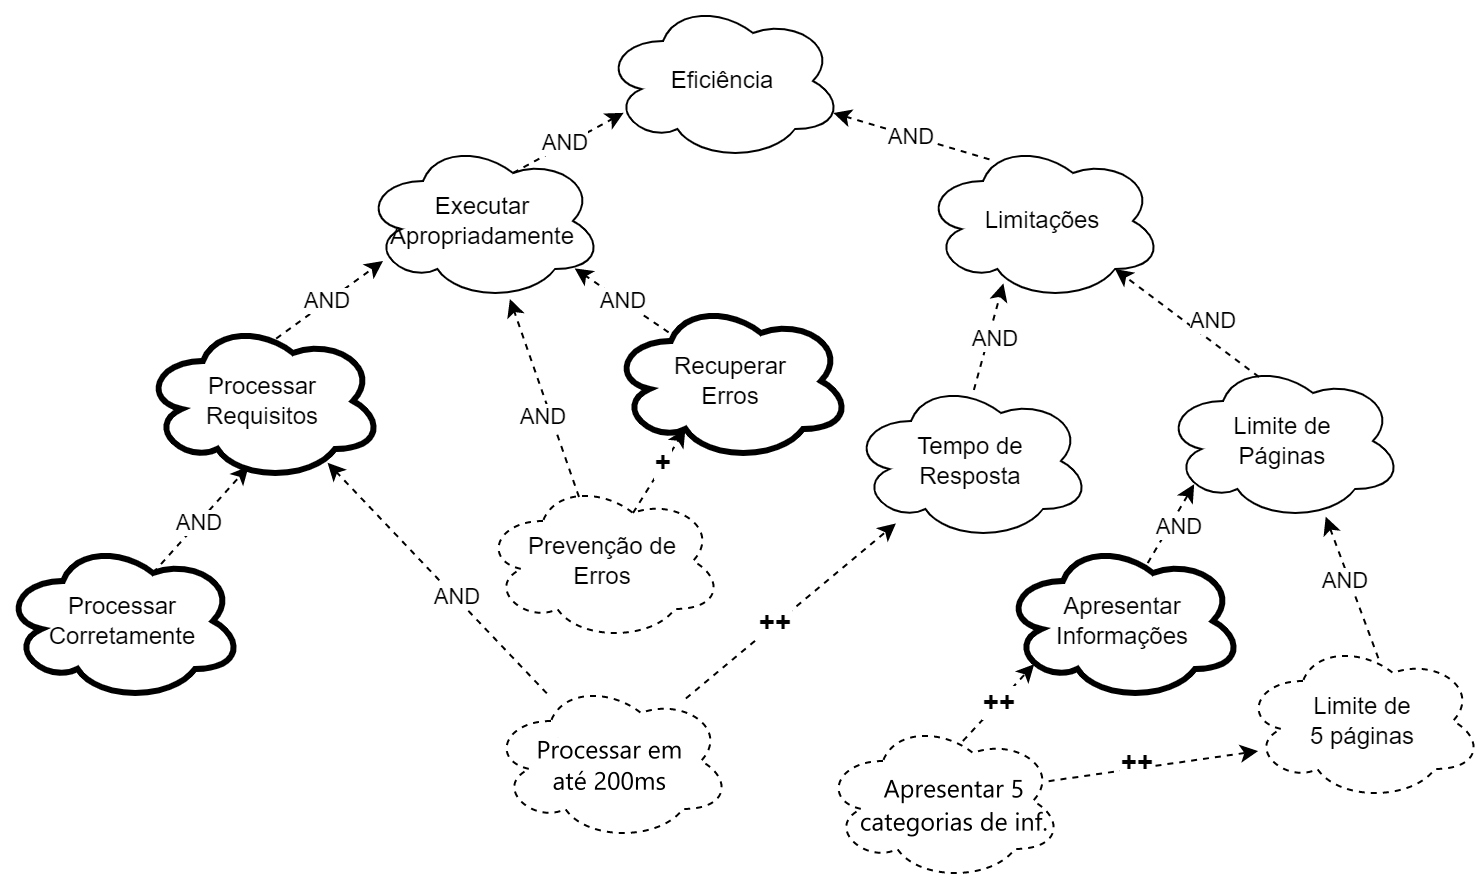 Eficiência
AND
AND
Executar
Apropriadamente
Limitações
AND
AND
AND
AND
Processar
Requisitos
Recuperar
Erros
AND
AND
Tempo de
Resposta
Limite de
Páginas
+
AND
AND
Prevenção de
Erros
Processar
Corretamente
AND
++
Apresentar
Informações
AND
++
Limite de
5 páginas
Processar em
até 200ms
++
Apresentar 5
categorias de inf.